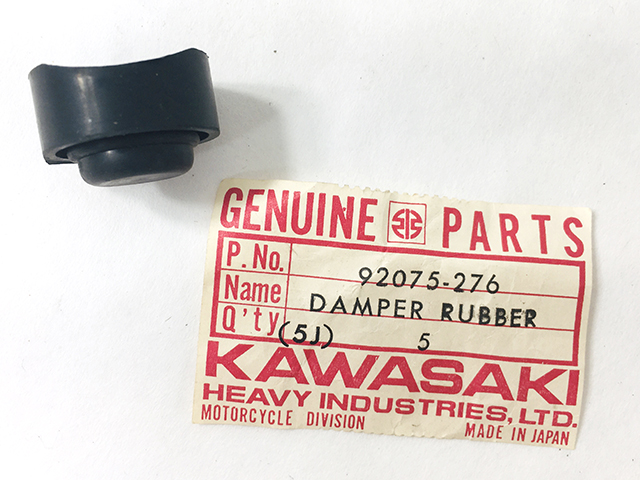 GENUINE PARTS
P. No. 92075-276
Name DAMPER RUBBER
Q'ty (5J) 5
KAWASAKI
HEAVY INDUSTRIES, LTD.
MOTORCYCLE DIVISION MADE IN JAPAN